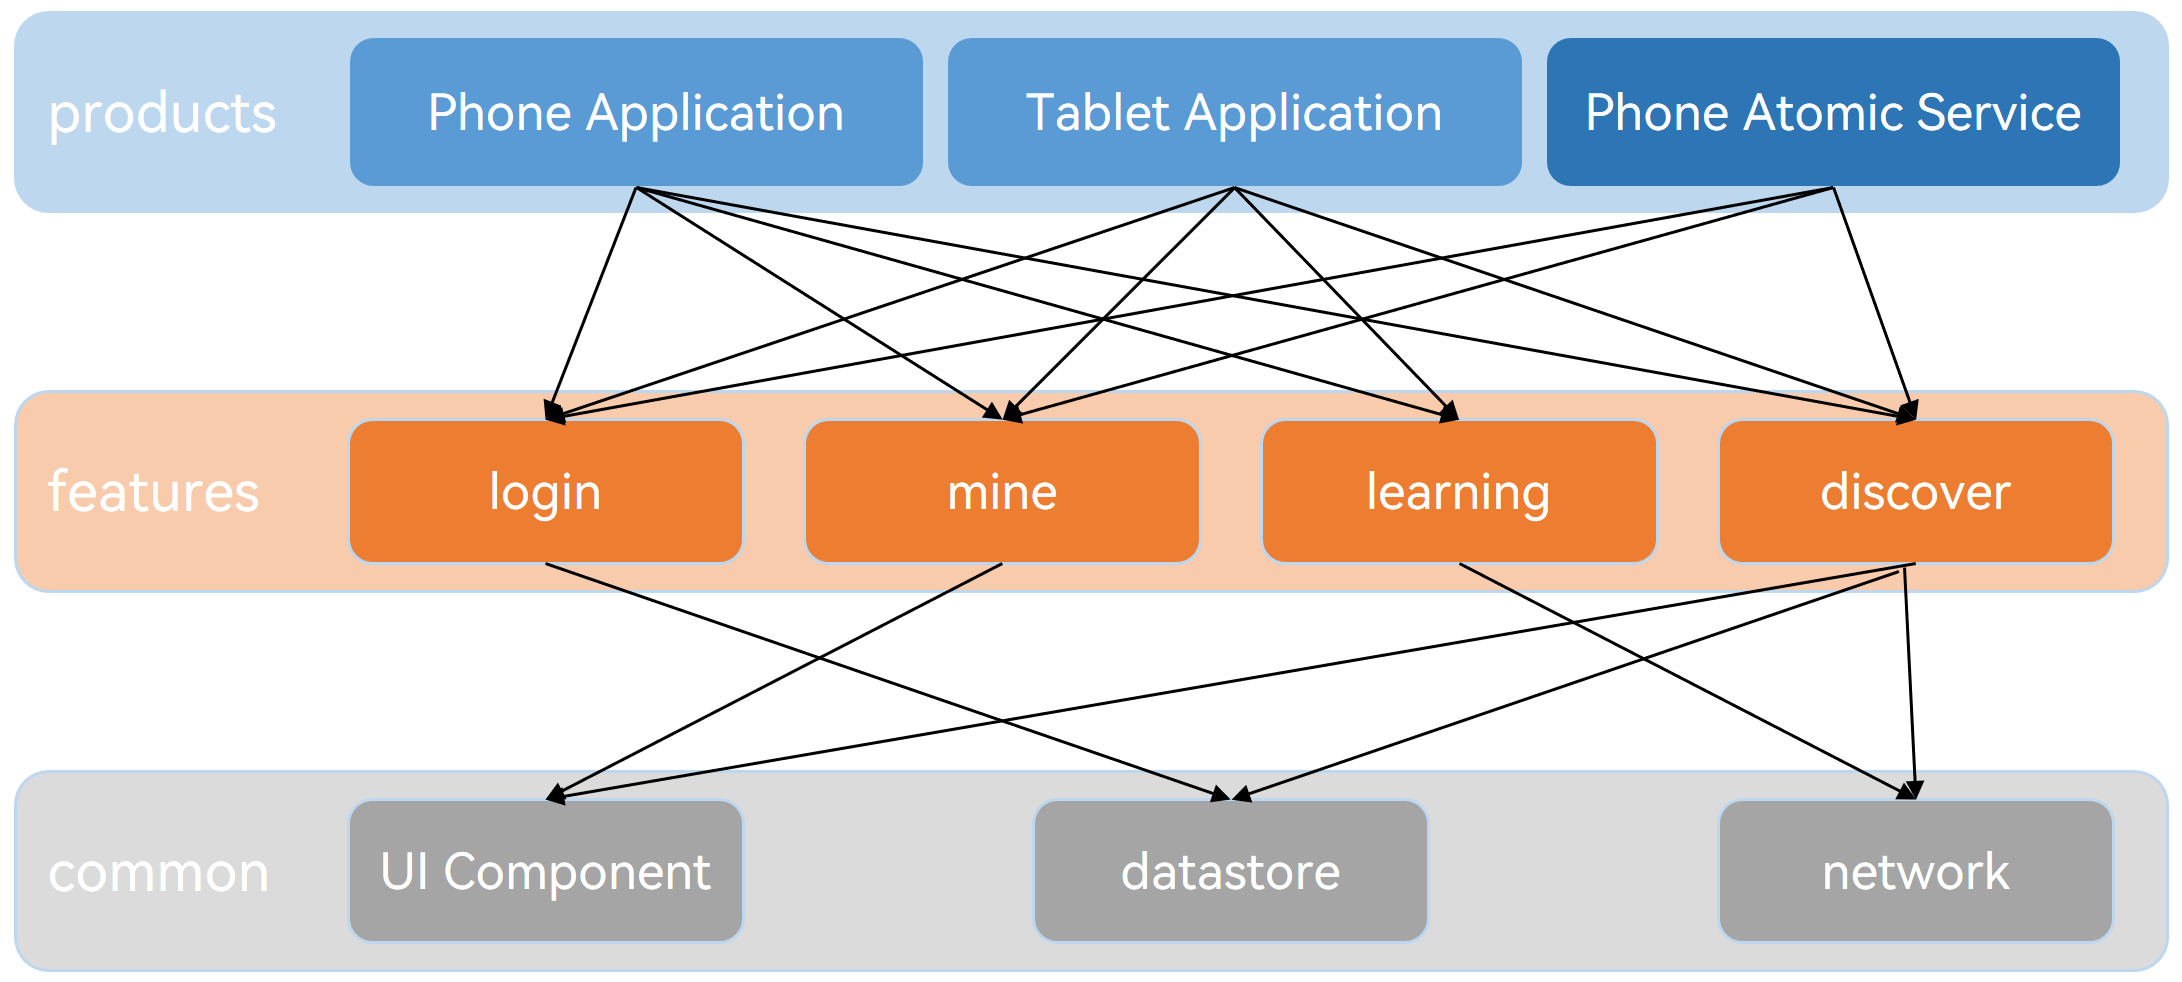 products
Phone Application
Tablet Application
Phone Atomic Service
features
login
mine
learning
discover
common
UI Component
datastore
network